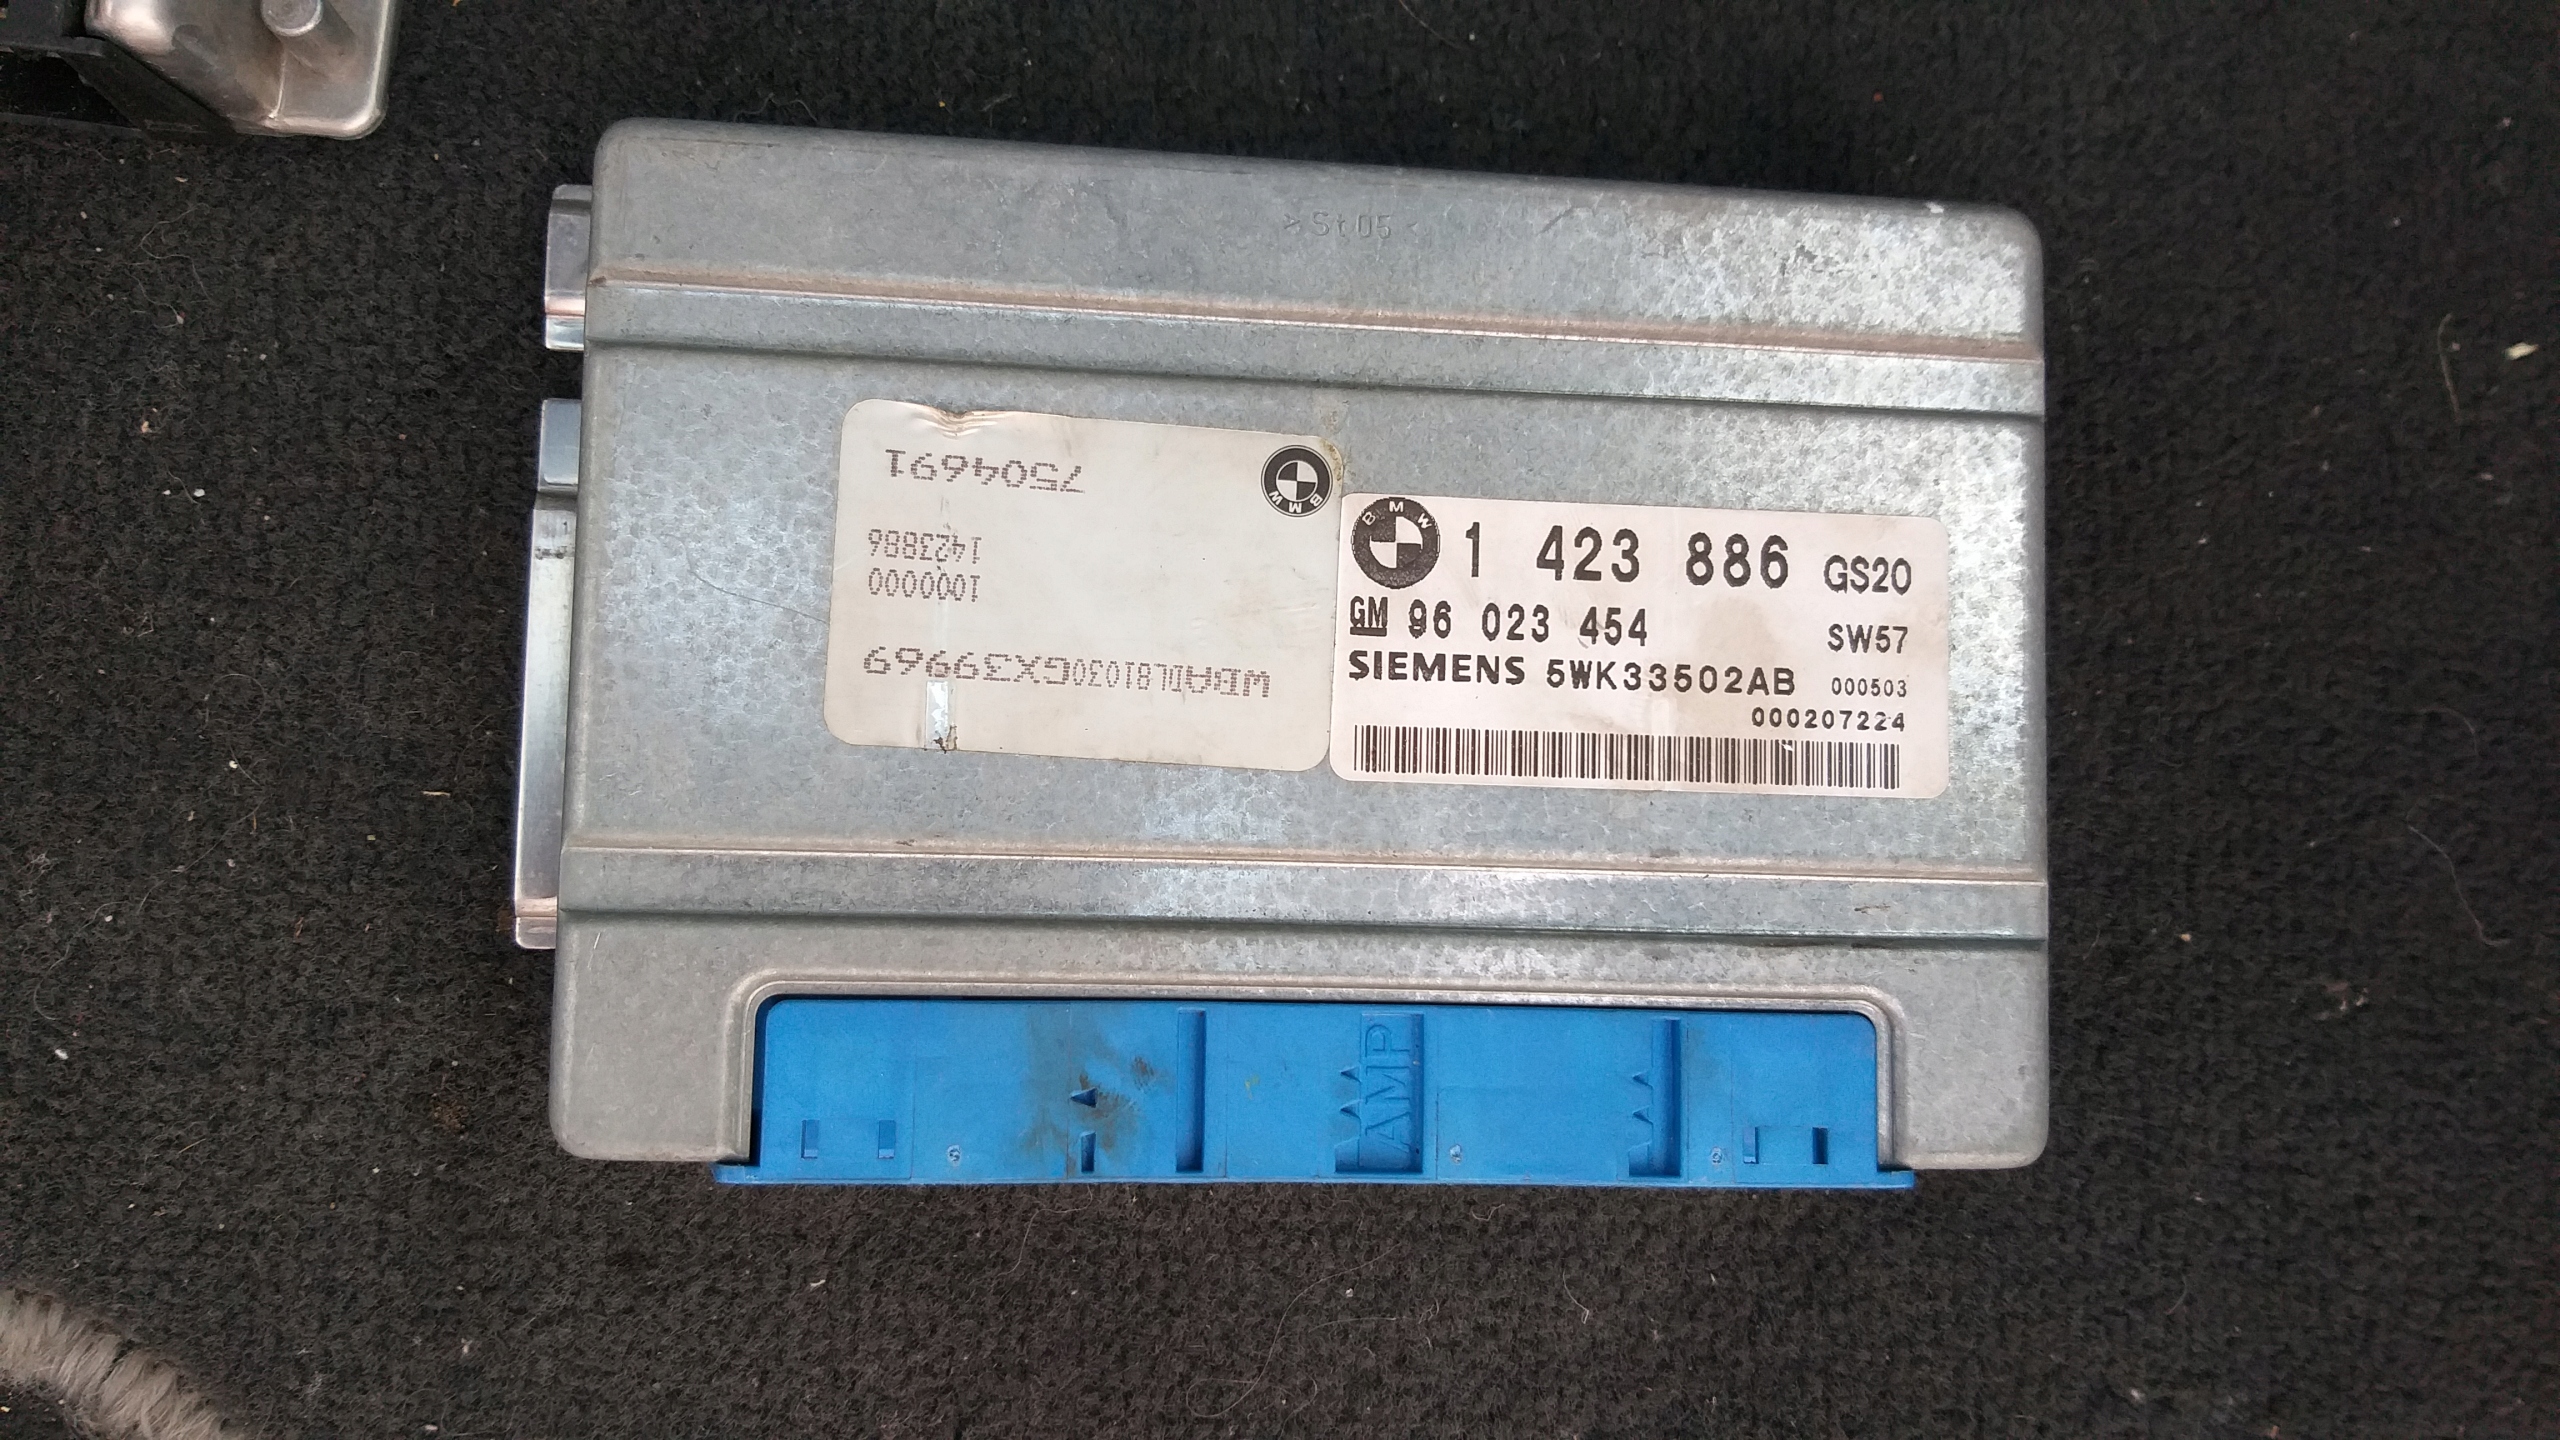 > St05 <
7504691
1423886
1000000
WBADL81030GX39969
BMW
BMW 1 423 886 GS20
GM 96 023 454 SW57
SIEMENS 5WK33502AB 000503
000207224
AMP